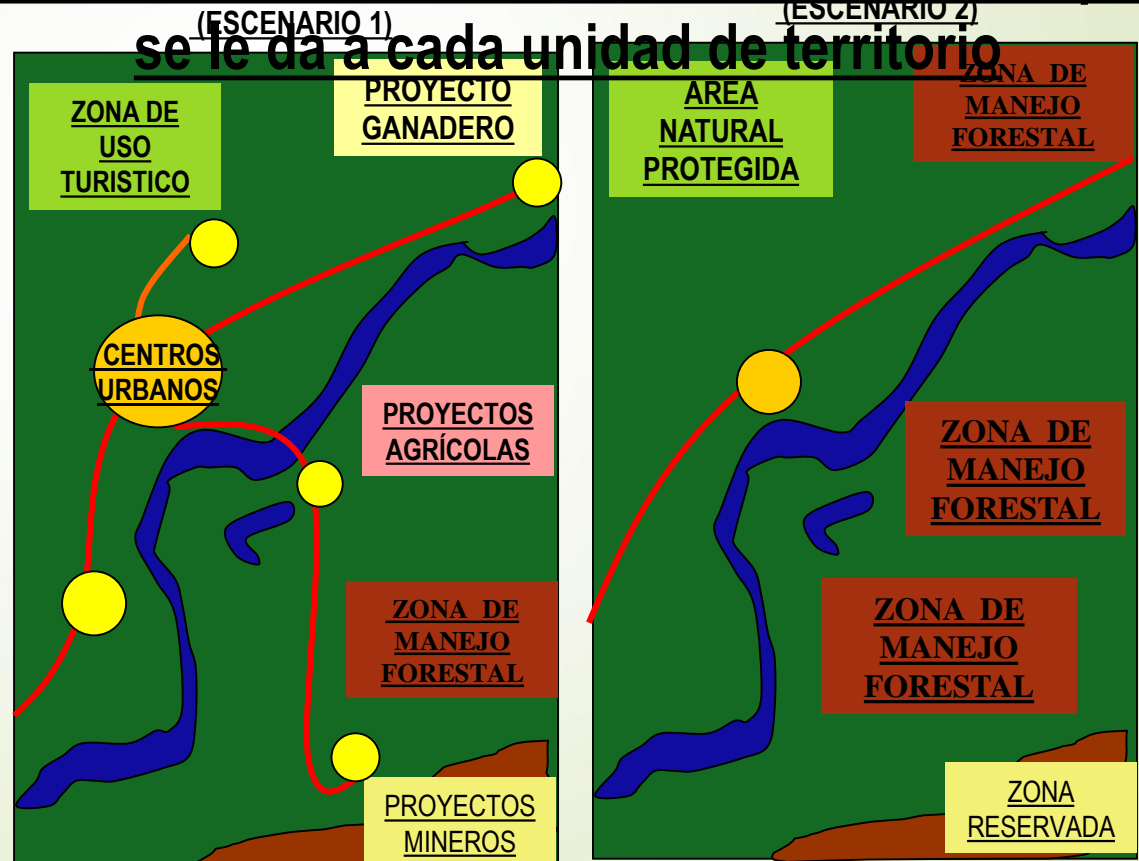 (ESCENARIO 1)
(ESCENARIO 2)
se le da a cada unidad de territorio
ZONA DE
USO
TURISTICO
PROYECTO
GANADERO
CENTROS
URBANOS
PROYECTOS
AGRÍCOLAS
ZONA DE
MANEJO
FORESTAL
PROYECTOS
MINEROS
AREA
NATURAL
PROTEGIDA
ZONA DE
MANEJO
FORESTAL
ZONA DE
MANEJO
FORESTAL
ZONA DE
MANEJO
FORESTAL
ZONA
RESERVADA